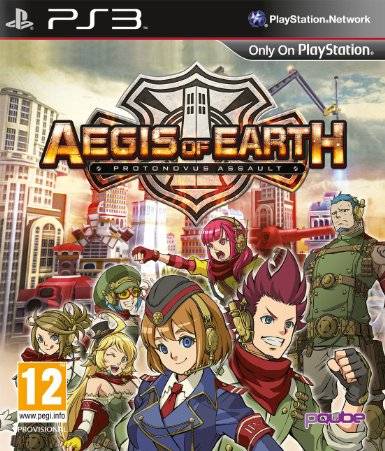 PS3
PlayStation®Network
Only On PlayStation®
AEGIS OF EARTH
PROTONOVUS ASSAULT
12
www.pegi.info
PROVISIONAL
pqube